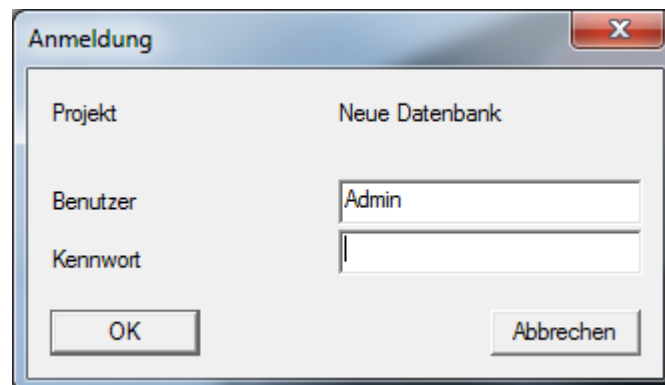 Anmeldung
Projekt Neue Datenbank
Benutzer Admin
Kennwort
OK Abbrechen